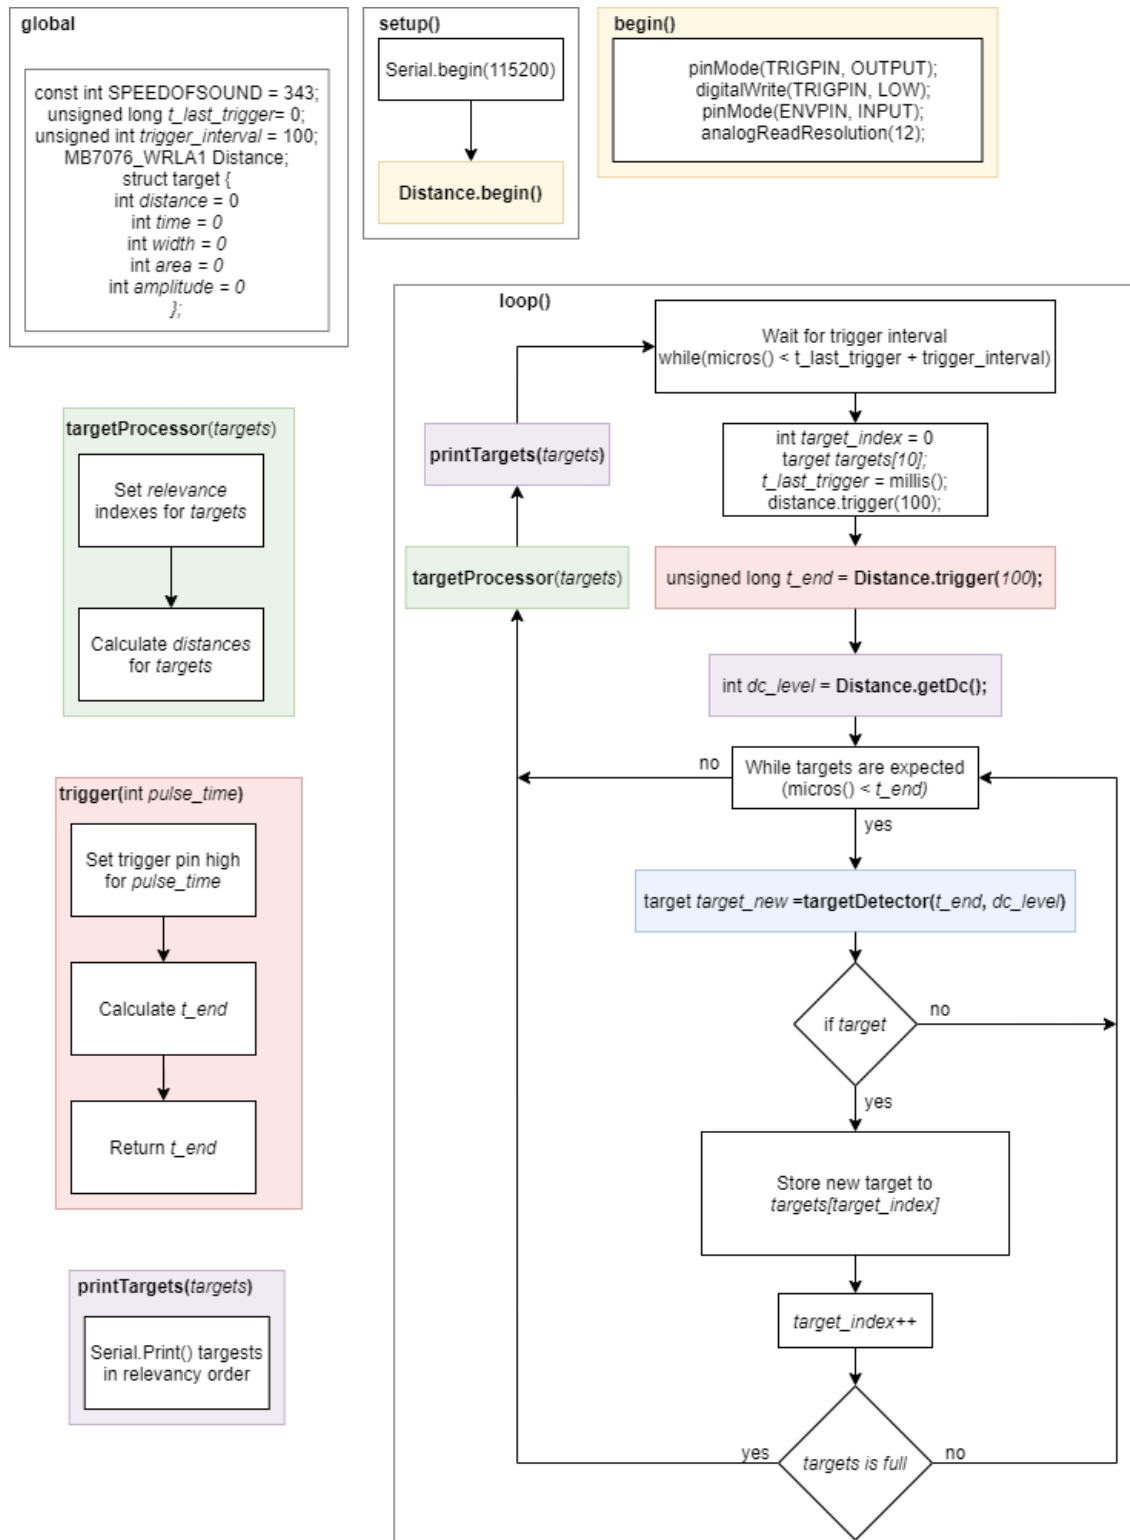 global
const int SPEEDOFSOUND = 343;
unsigned long t_last_trigger= 0;
unsigned int trigger_interval = 100;
MB7076_WRLA1 Distance;
struct target {
int distance = 0
int time = 0
int width = 0
int area = 0
int amplitude = 0
};
setup()
Serial.begin(115200)
Distance.begin()
begin()
pinMode(TRIGPIN, OUTPUT);
digitalWrite(TRIGPIN, LOW);
pinMode(ENVPIN, INPUT);
analogReadResolution(12);
targetProcessor(targets)
Set relevance
indexes for targets
Calculate distances
for targets
trigger(int pulse_time)
Set trigger pin high
for pulse_time
Calculate t_end
Return t_end
printTargets(targets)
Serial.Print() targests
in relevancy order
loop()
Wait for trigger interval
while(micros() < t_last_trigger + trigger_interval)
int target_index = 0
target targets[10];
t_last_trigger = millis();
distance.trigger(100);
unsigned long t_end = Distance.trigger(100);
int dc_level = Distance.getDc();
While targets are expected
(micros() < t_end)
no
yes
target target_new =targetDetector(t_end, dc_level)
if target
no
yes
Store new target to
targets[target_index]
target_index++
targets is full
yes
no
targetProcessor(targets)
printTargets(targets)